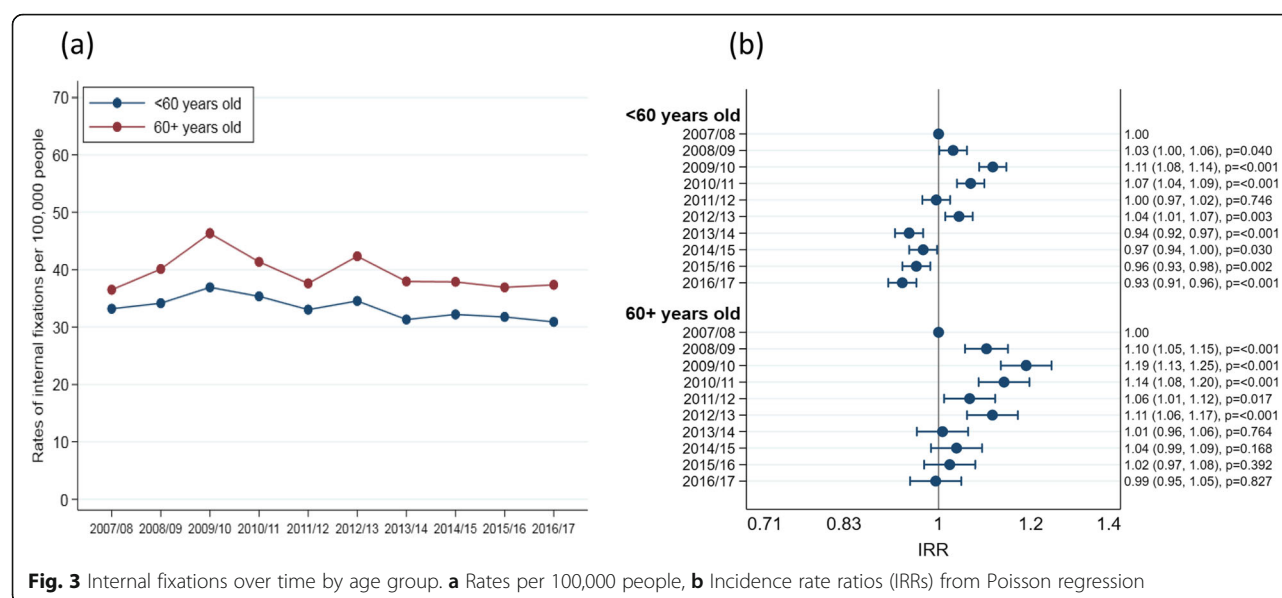 (a)
Rates of internal fixations per 100,000 people
70
60
50
40
30
20
10
0
<60 years old
60+ years old
2007/08 2008/09 2009/10 2010/11 2011/12 2012/13 2013/14 2014/15 2015/16 2016/17
(b)
<60 years old
2007/08 1.00
2008/09 1.03 (1.00, 1.06), p=0.040
2009/10 1.11 (1.08, 1.14), p=<0.001
2010/11 1.07 (1.04, 1.09), p=<0.001
2011/12 1.00 (0.97, 1.02), p=0.746
2012/13 1.04 (1.01, 1.07), p=0.003
2013/14 0.94 (0.92, 0.97), p=<0.001
2014/15 0.97 (0.94, 1.00), p=0.030
2015/16 0.96 (0.93, 0.98), p=0.002
2016/17 0.93 (0.91, 0.96), p=<0.001
60+ years old
2007/08 1.00
2008/09 1.10 (1.05, 1.15), p=<0.001
2009/10 1.19 (1.13, 1.25), p=<0.001
2010/11 1.14 (1.08, 1.20), p=<0.001
2011/12 1.06 (1.01, 1.12), p=0.017
2012/13 1.11 (1.06, 1.17), p=<0.001
2013/14 1.01 (0.96, 1.06), p=0.764
2014/15 1.04 (0.99, 1.09), p=0.168
2015/16 1.02 (0.97, 1.08), p=0.392
2016/17 0.99 (0.95, 1.05), p=0.827
0.71 0.83 1 1.2 1.4
IRR
Fig. 3 Internal fixations over time by age group. a Rates per 100,000 people, b Incidence rate ratios (IRRs) from Poisson regression